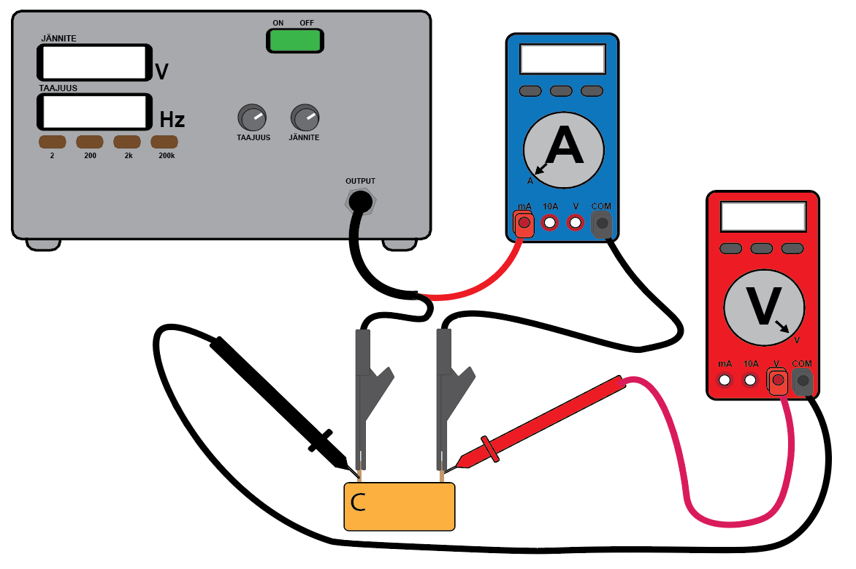 JÄNNITE
V
TAAJUUS
Hz
2 200 2k 200k
ON OFF
TAAJUUS JÄNNITE
OUTPUT
A
A
mA 10A V COM
V
V
mA 10A V COM
C